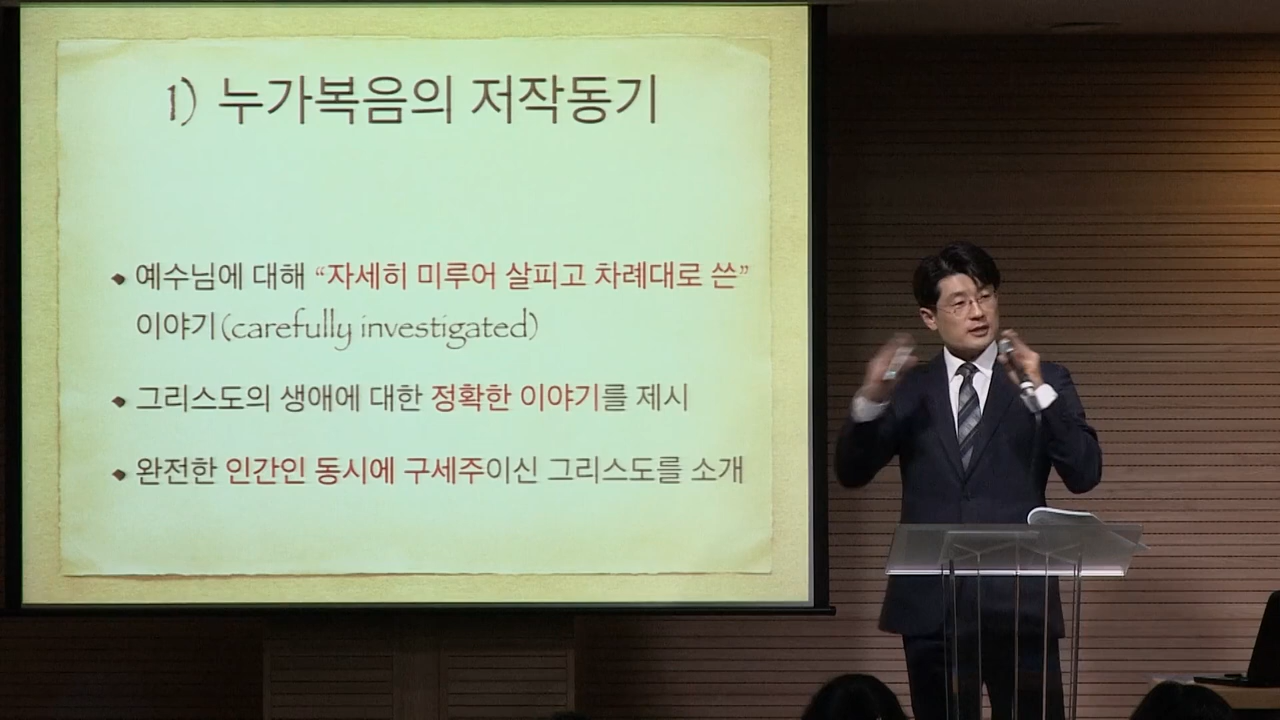 1) 누가복음의 저작동기
예수님에 대해 “자세히 미루어 살피고 차례대로 쓴”
이야기(carefully investigated)
그리스도의 생애에 대한 정확한 이야기를 제시
완전한 인간인 동시에 구세주이신 그리스도를 소개